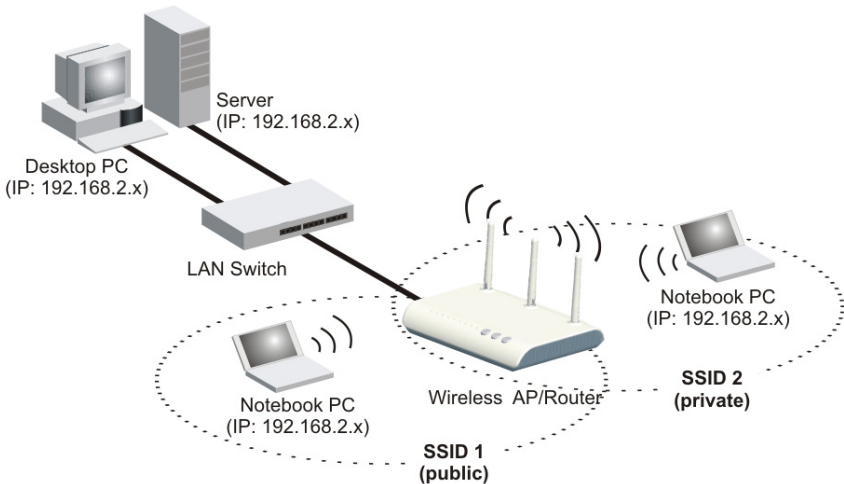 Server
(IP: 192.168.2.x)
Desktop PC
(IP: 192.168.2.x)
LAN Switch
Notebook PC
(IP: 192.168.2.x)
Wireless AP/Router
Notebook PC
(IP: 192.168.2.x)
SSID 2
(private)
SSID 1
(public)